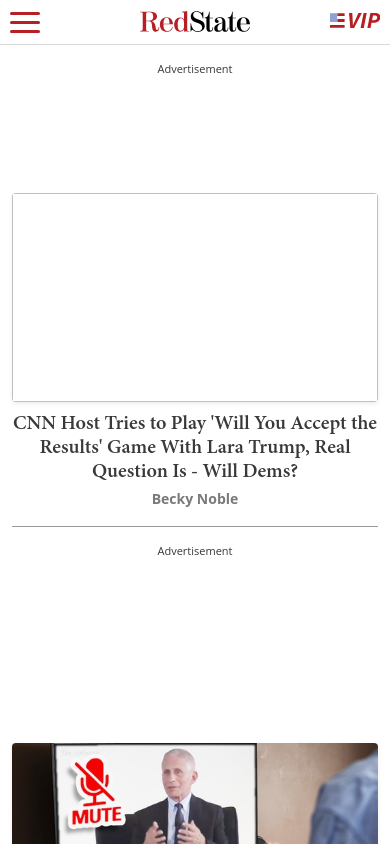 RedState
VIP
Advertisement
CNN Host Tries to Play 'Will You Accept the
Results' Game With Lara Trump, Real
Question Is - Will Dems?
Becky Noble
Advertisement
MUTE